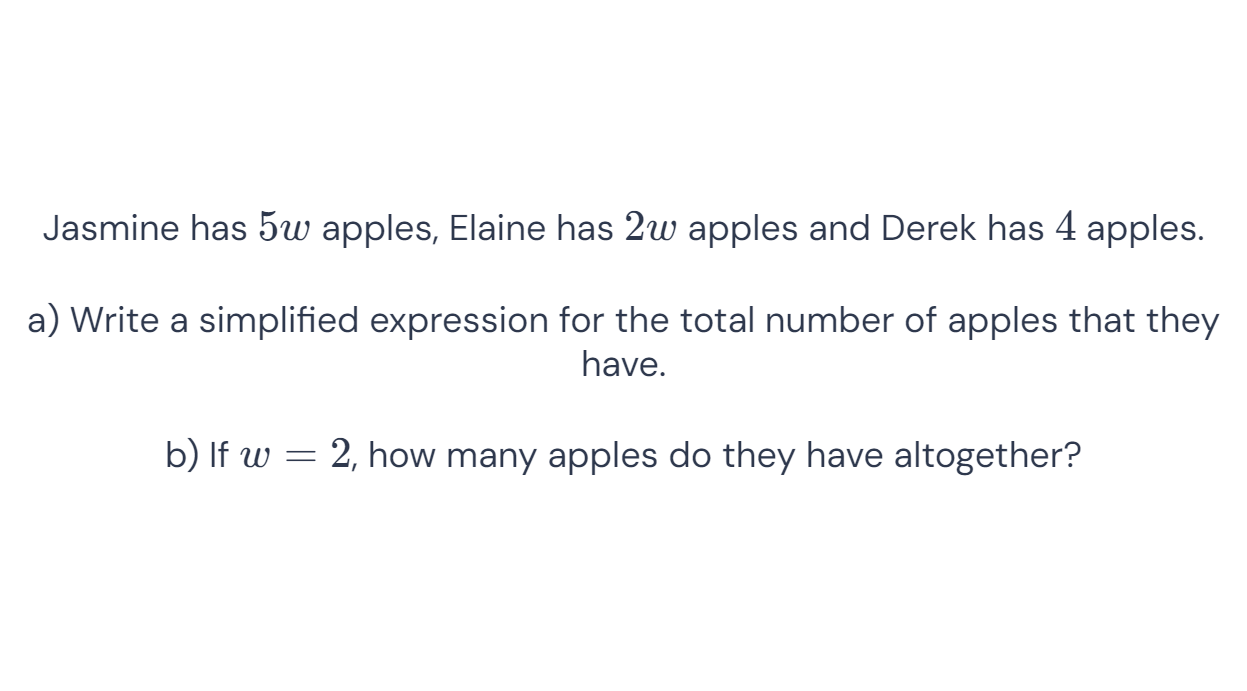 Jasmine has 5w apples, Elaine has 2w apples and Derek has 4 apples.
a) Write a simplified expression for the total number of apples that they
have.
b) If w = 2, how many apples do they have altogether?